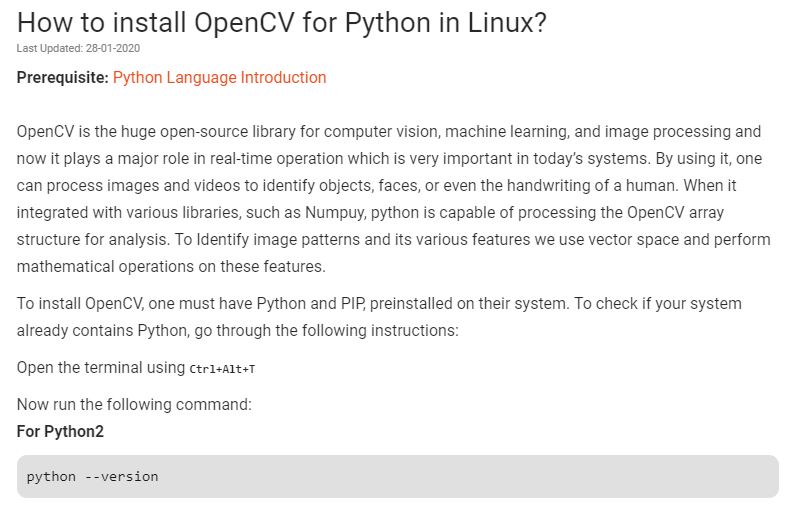 How to install OpenCV for Python in Linux?
Last Updated: 28-01-2020
Prerequisite: Python Language Introduction
OpenCV is the huge open-source library for computer vision, machine learning, and image processing and
now it plays a major role in real-time operation which is very important in today's systems. By using it, one
can process images and videos to identify objects, faces, or even the handwriting of a human. When it
integrated with various libraries, such as Numpuy, python is capable of processing the OpenCV array
structure for analysis. To Identify image patterns and its various features we use vector space and perform
mathematical operations on these features.
To install OpenCV, one must have Python and PIP, preinstalled on their system. To check if your system
already contains Python, go through the following instructions:
Open the terminal using Ctrl+Alt+T
Now run the following command:
For Python2
python --version